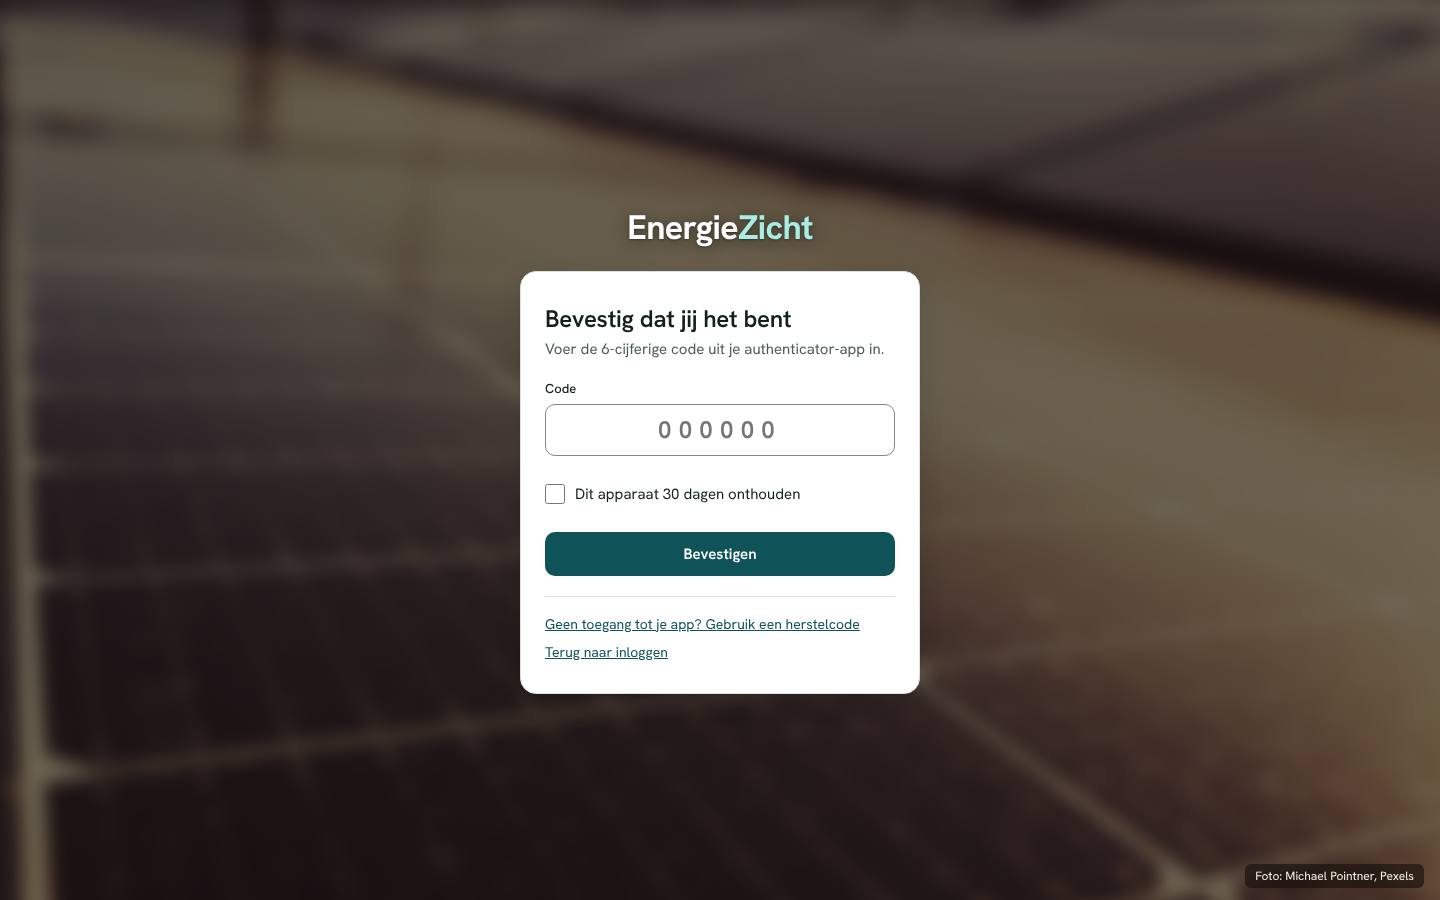 EnergieZicht
Bevestig dat jij het bent
Voer de 6-cijferige code uit je authenticator-app in.
Code
000000
Dit apparaat 30 dagen onthouden
Bevestigen
Geen toegang tot je app? Gebruik een herstelcode
Terug naar inloggen
Foto: Michael Pointner, Pexels